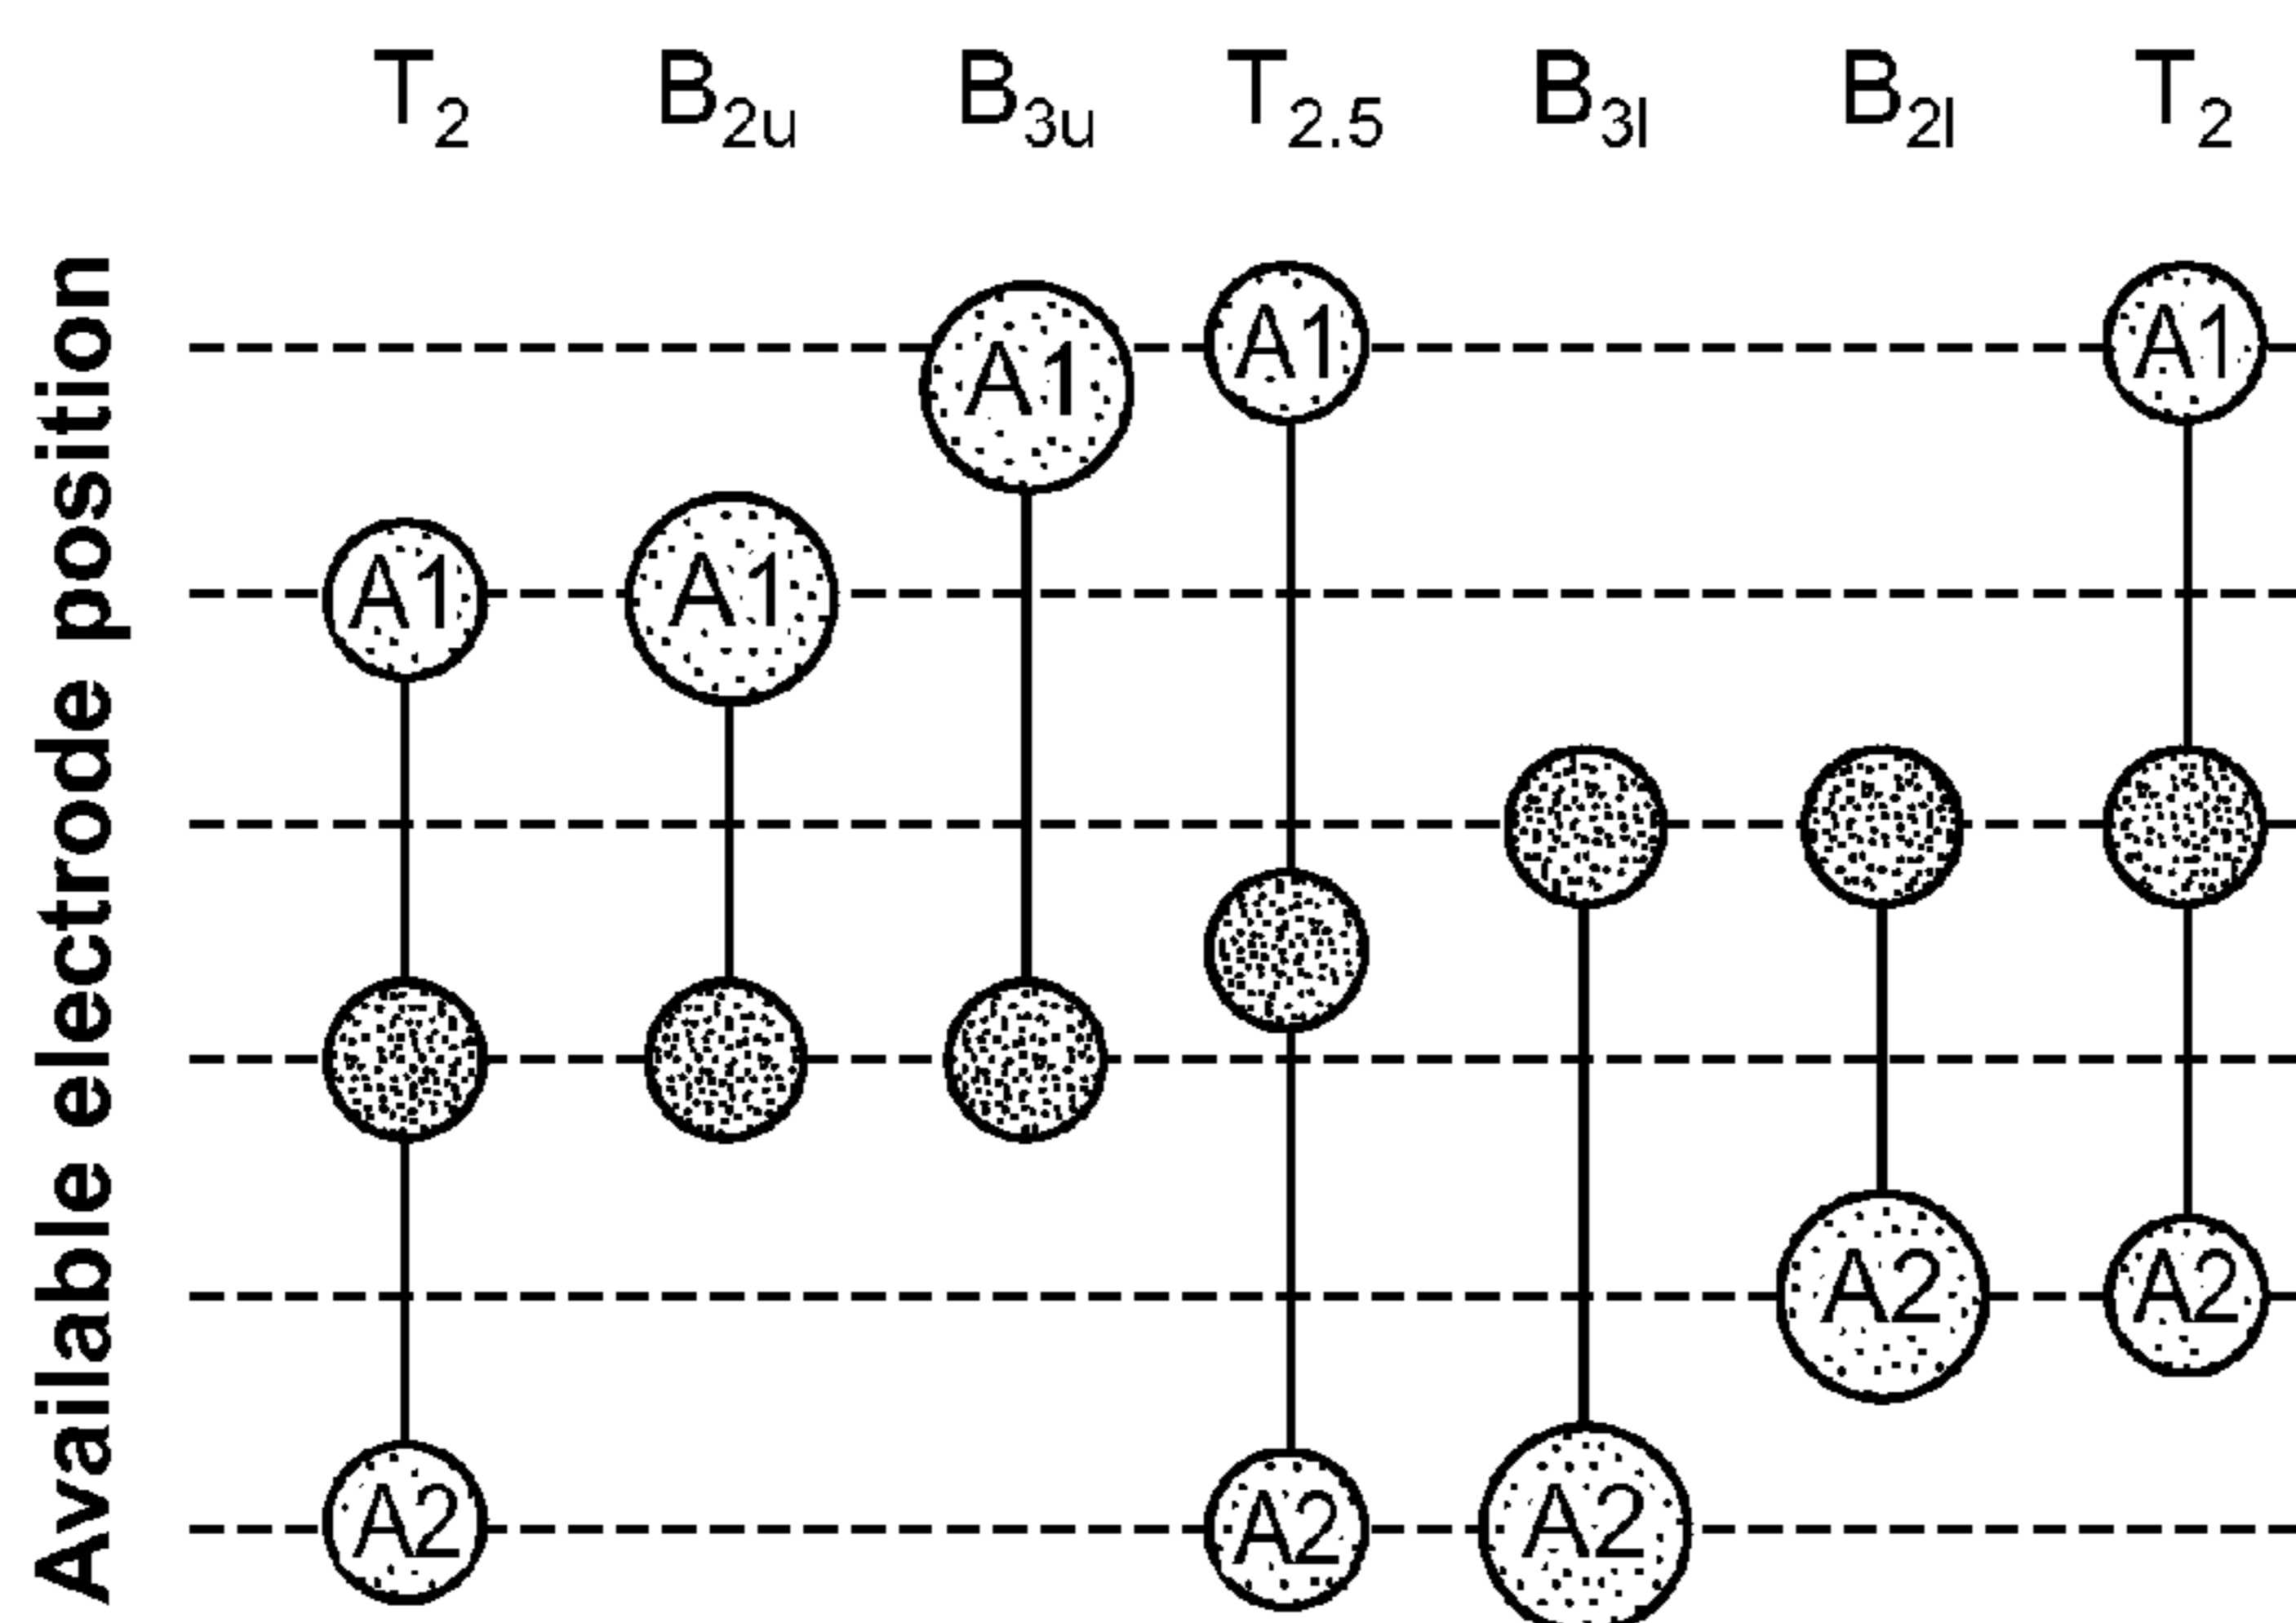 T2 B2u B3u T2.5 B3l B2l T2
Available electrode position
A1 A1 A1
A1 A1
A2 A2
A2 A2 A2